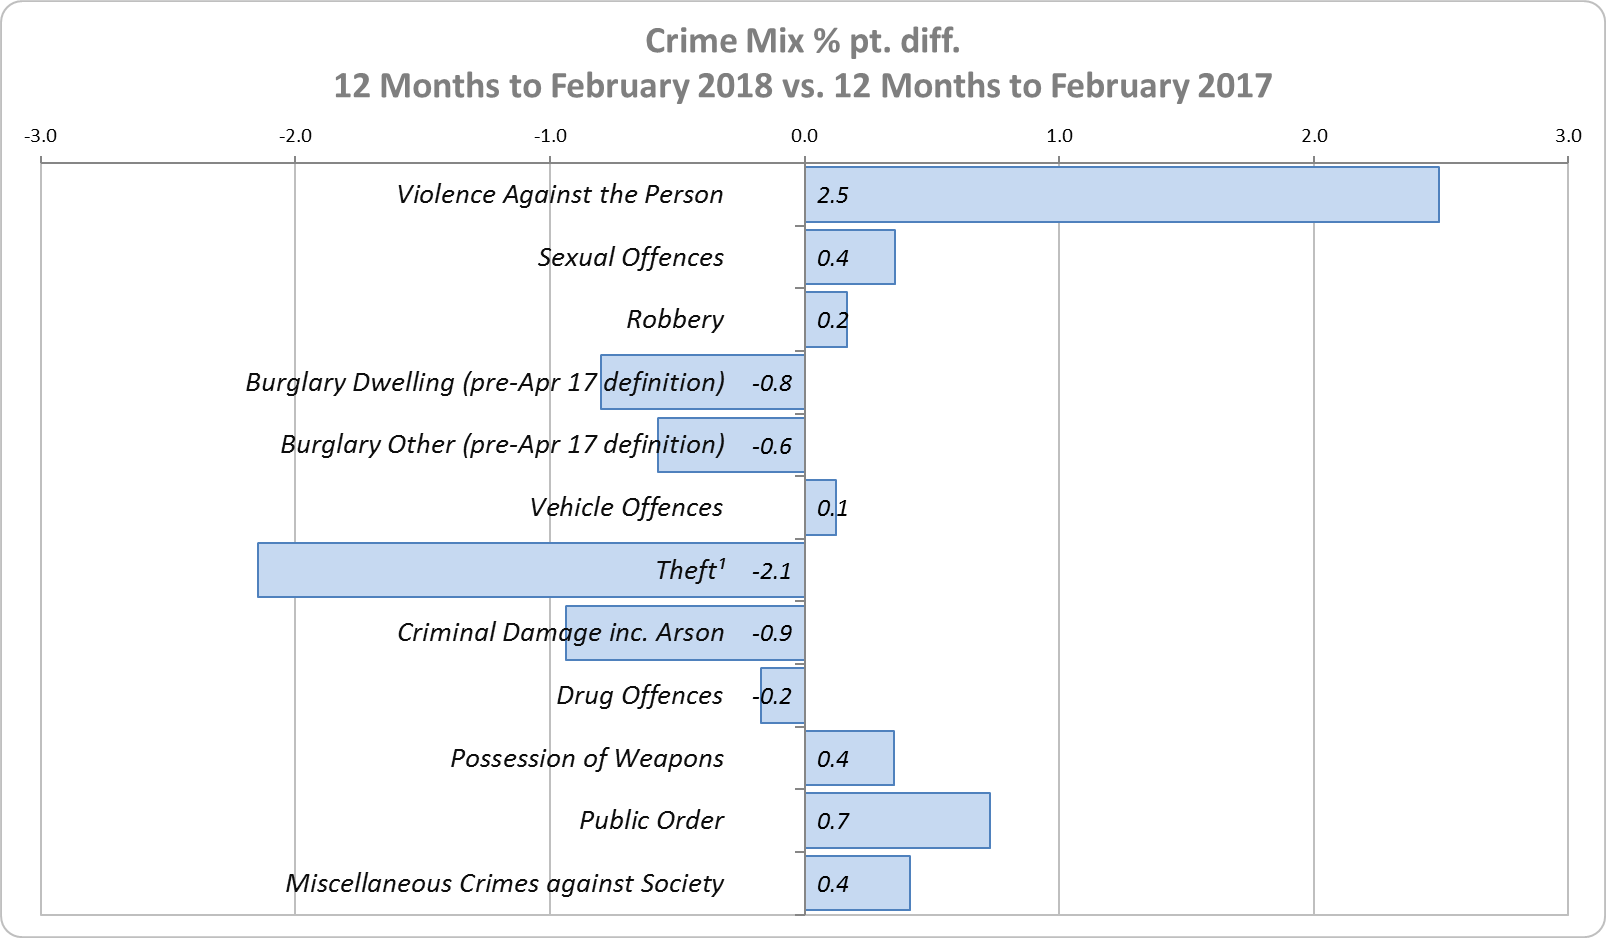 Crime Mix % pt. diff.
12 Months to February 2018 vs. 12 Months to February 2017
-3.0 -2.0 -1.0 0.0 1.0 2.0 3.0
Violence Against the Person 2.5
Sexual Offences 0.4
Robbery 0.2
Burglary Dwelling (pre-Apr 17 definition) -0.8
Burglary Other (pre-Apr 17 definition) -0.6
Vehicle Offences 0.1
Theft¹ -2.1
Criminal Damage inc. Arson -0.9
Drug Offences -0.2
Possession of Weapons 0.4
Public Order 0.7
Miscellaneous Crimes against Society 0.4